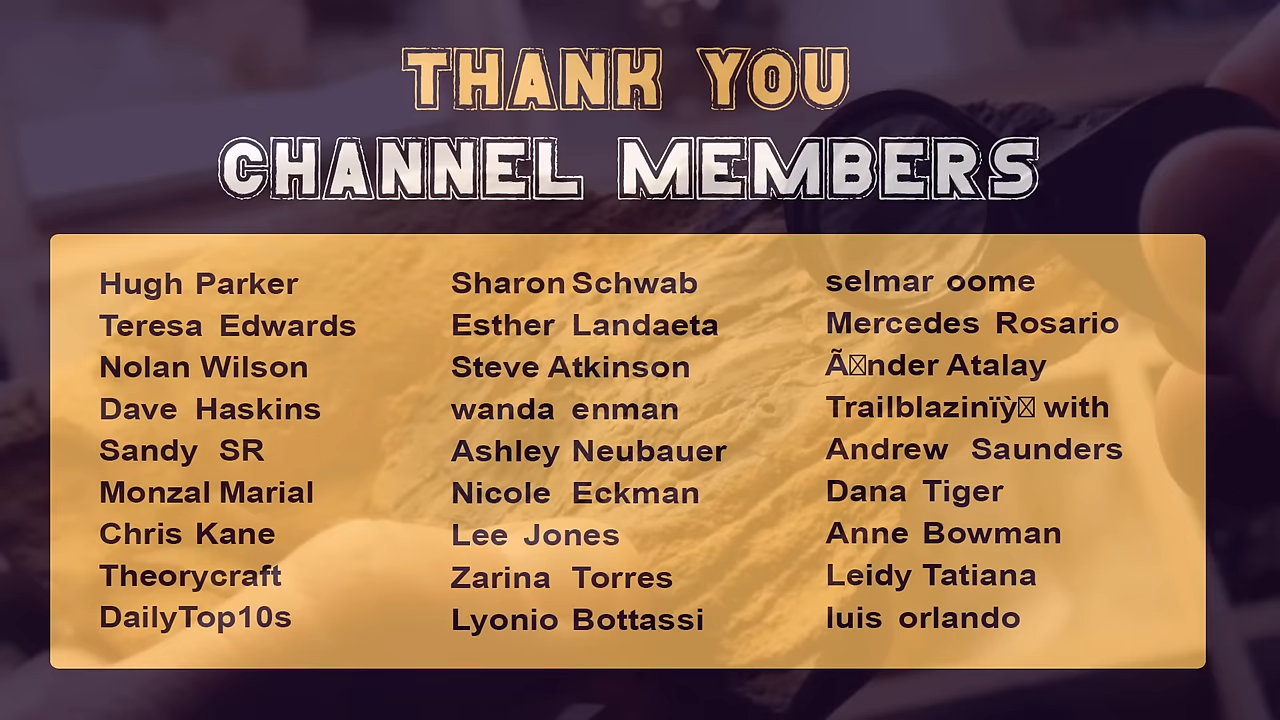 THANK YOU
CHANNEL MEMBERS
Hugh Parker
Teresa Edwards
Nolan Wilson
Dave Haskins
Sandy SR
Monzal Marial
Chris Kane
Theorycraft
DailyTop10s
Sharon Schwab
Esther Landaeta
Steve Atkinson
wanda enman
Ashley Neubauer
Nicole Eckman
Lee Jones
Zarina Torres
Lyonio Bottassi
selmar oome
Mercedes Rosario
Atalay
with
Andrew Saunders
Dana Tiger
Anne Bowman
Leidy Tatiana
luis orlando